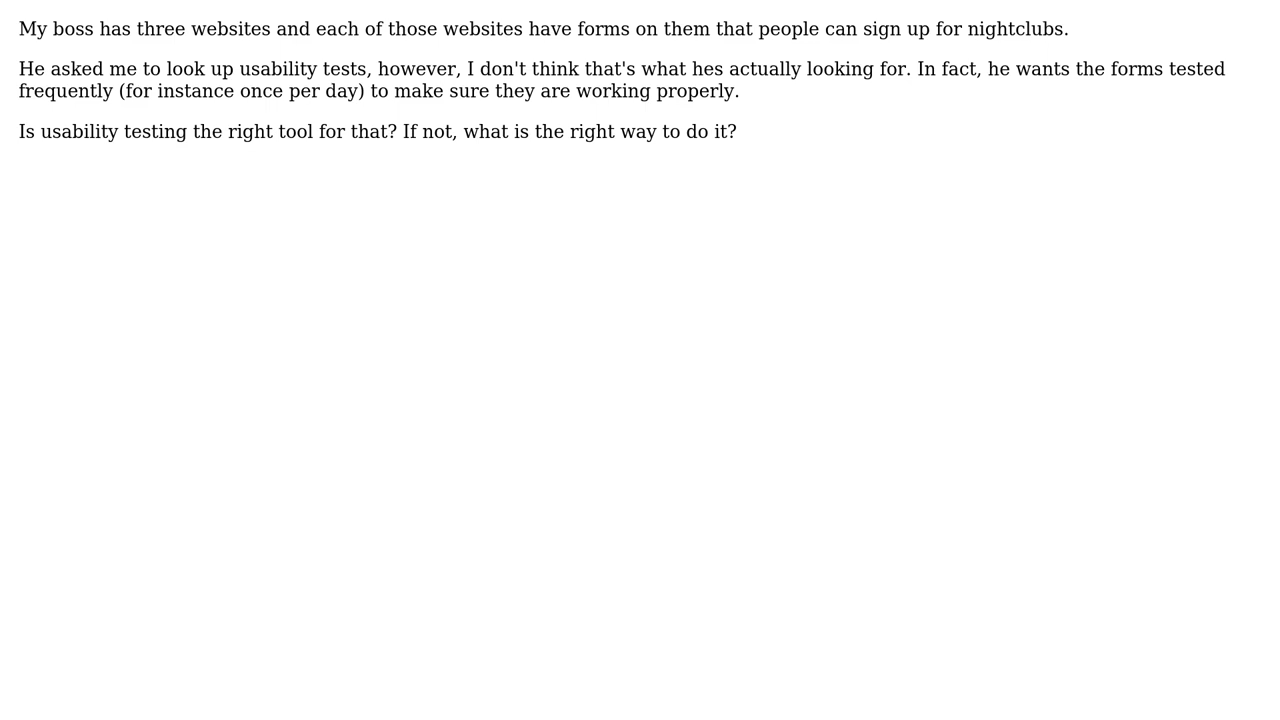 My boss has three websites and each of those websites have forms on them that people can sign up for nightclubs.
He asked me to look up usability tests, however, I don't think that's what hes actually looking for. In fact, he wants the forms tested
frequently (for instance once per day) to make sure they are working properly.
Is usability testing the right tool for that? If not, what is the right way to do it?